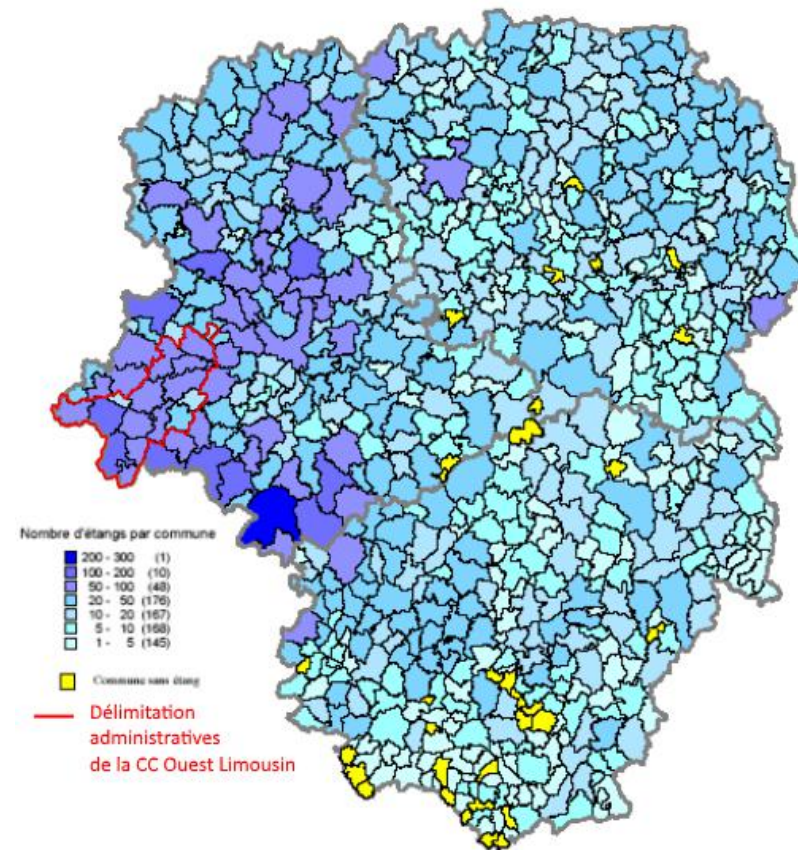 Nombre d'étangs par commune
200 - 300 (1)
100 - 200 (10)
50 - 100 (48)
20 - 50 (176)
10 - 20 (167)
5 - 10 (168)
1 - 5 (145)
Commune sans étang
Délimitation
administratives
de la CC Ouest Limousin